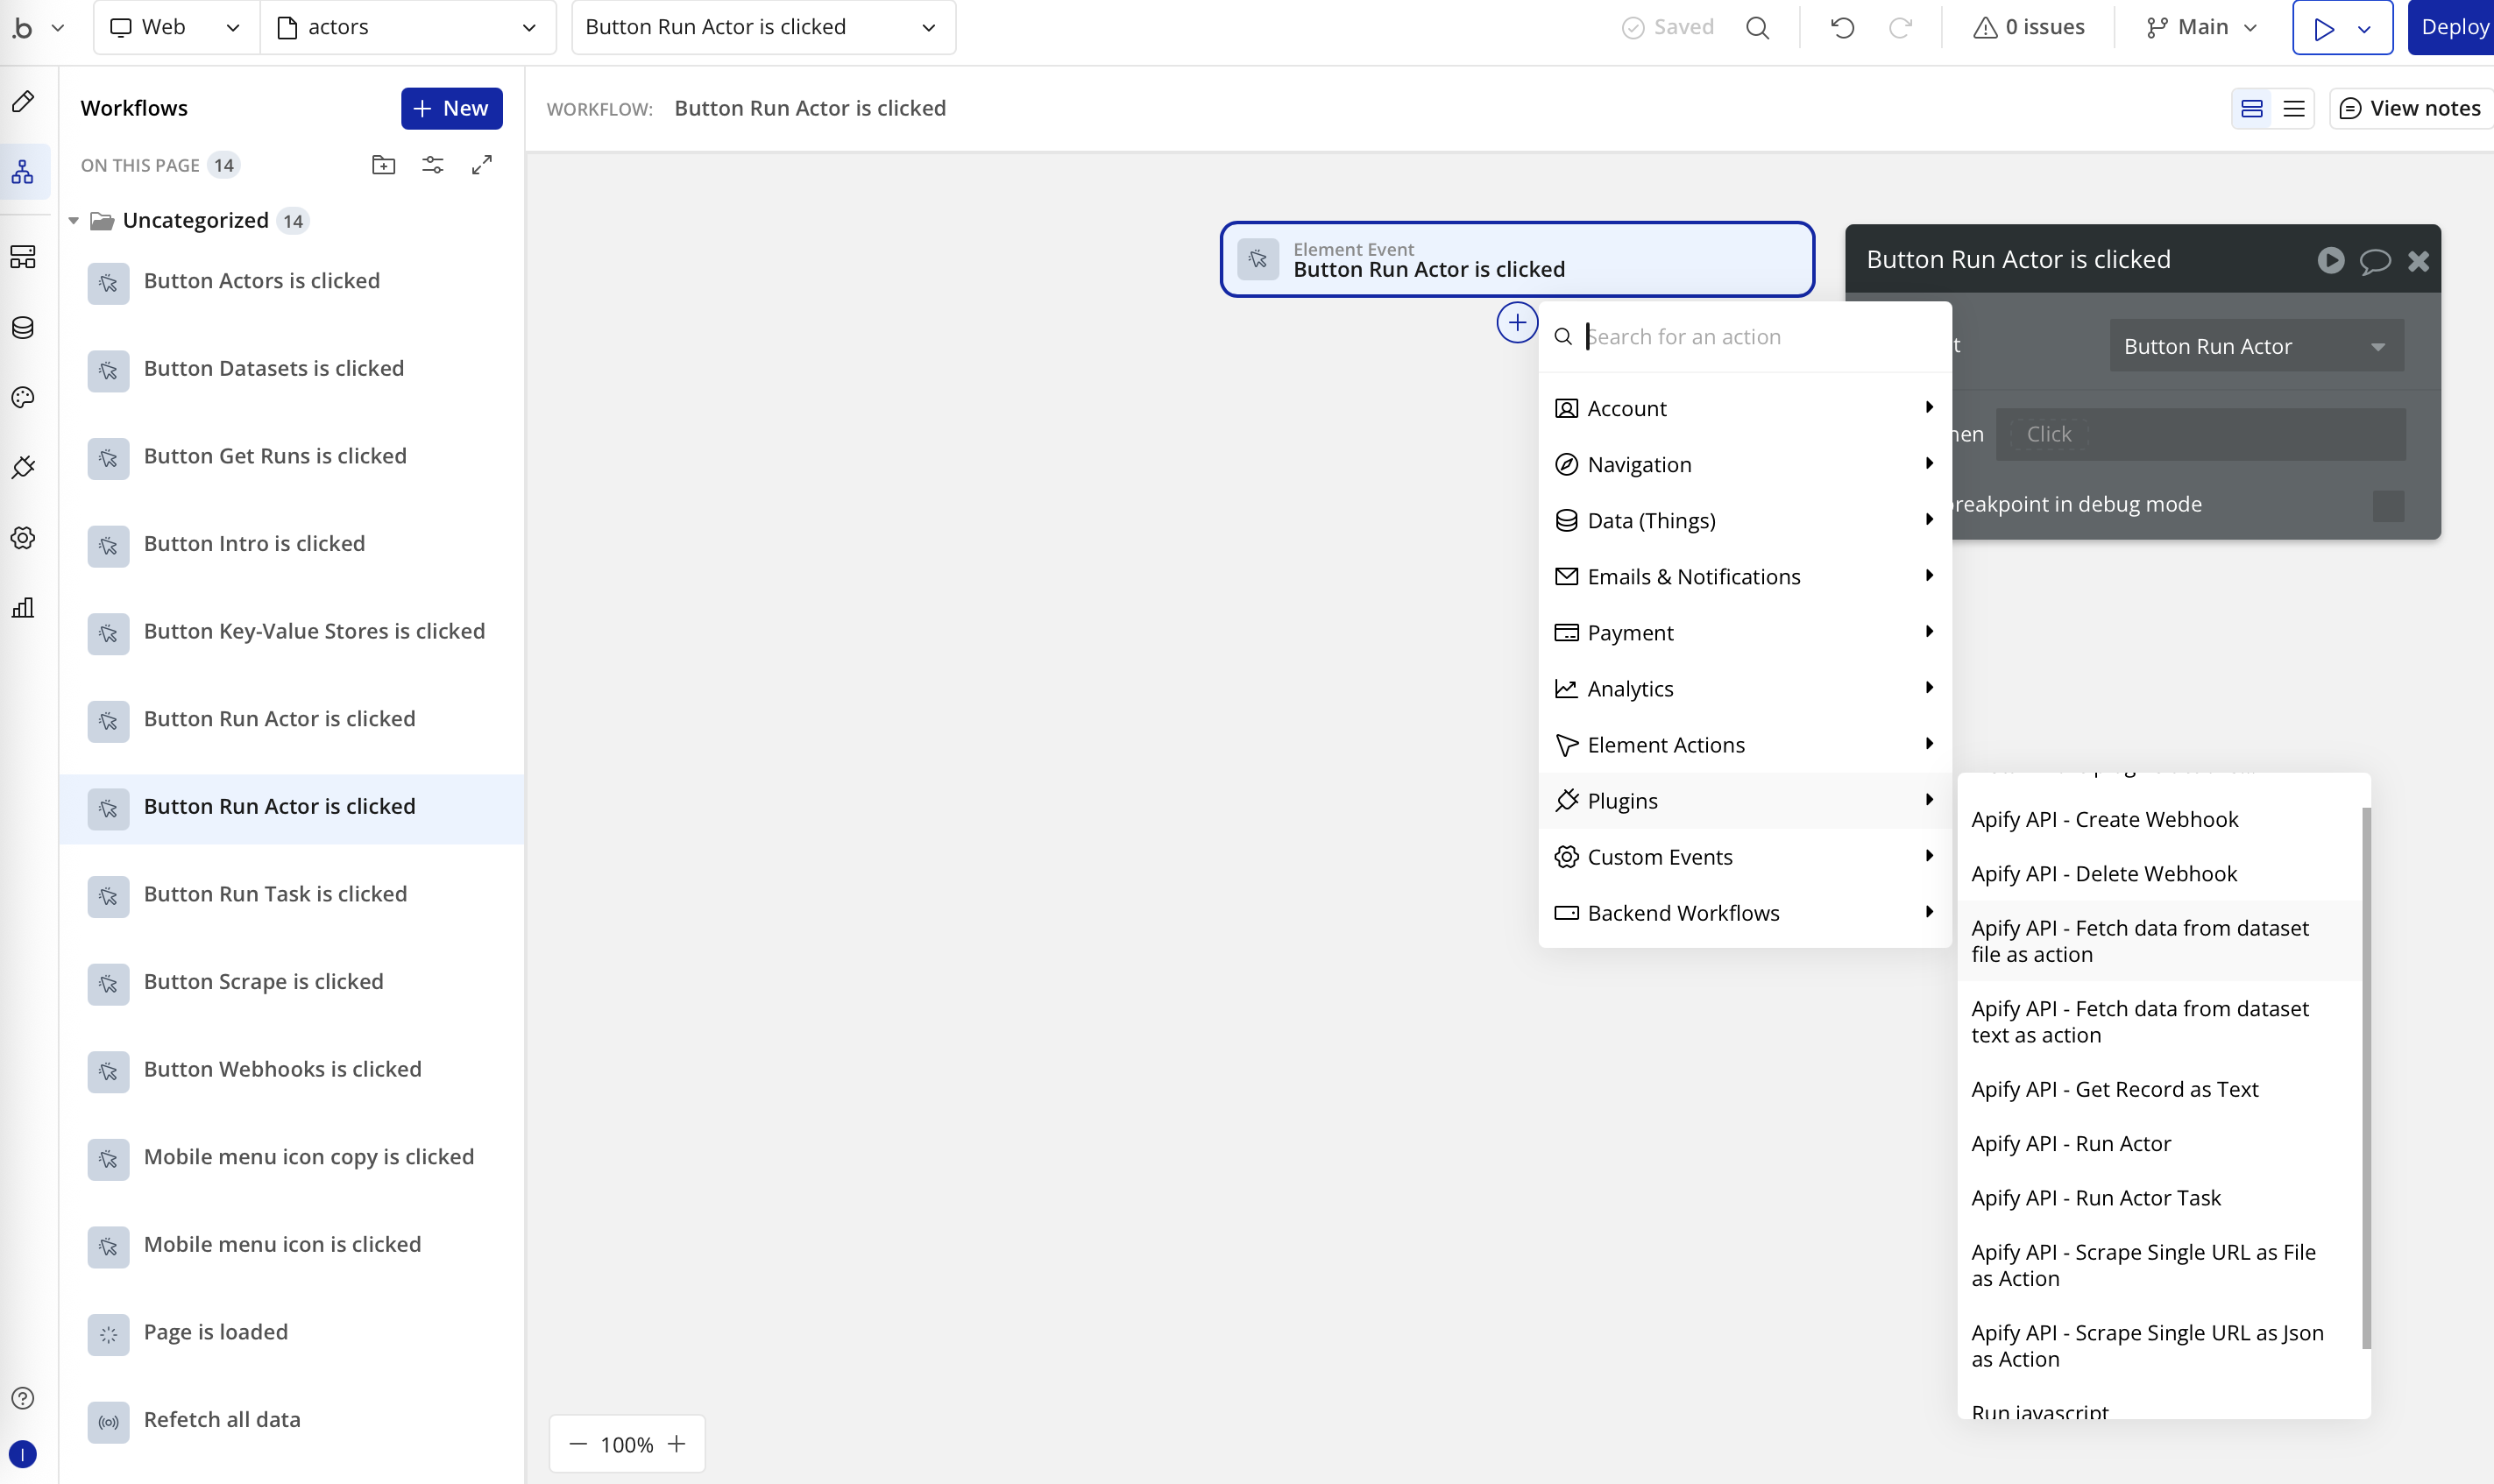 .b
Web
actors
Button Run Actor is clicked
Saved
0 issues
Main
Deploy
Workflows
New
WORKFLOW:
Button Run Actor is clicked
View notes
ON THIS PAGE 14
Uncategorized 14
Button Actors is clicked
Button Datasets is clicked
Button Get Runs is clicked
Button Intro is clicked
Button Key-Value Stores is clicked
Button Run Actor is clicked
Button Run Actor is clicked
Button Run Task is clicked
Button Scrape is clicked
Button Webhooks is clicked
Mobile menu icon copy is clicked
Mobile menu icon is clicked
Page is loaded
Refetch all data
I
Element Event
Button Run Actor is clicked
Search for an action
Account
Navigation
Data (Things)
Emails & Notifications
Payment
Analytics
Element Actions
Plugins
Custom Events
Backend Workflows
Button Run Actor is clicked
t
Button Run Actor
hen
Click
breakpoint in debug mode
Apify API - Create Webhook
Apify API - Delete Webhook
Apify API - Fetch data from dataset
file as action
Apify API - Fetch data from dataset
text as action
Apify API - Get Record as Text
Apify API - Run Actor
Apify API - Run Actor Task
Apify API - Scrape Single URL as File
as Action
Apify API - Scrape Single URL as Json
as Action
Run javascript
100%